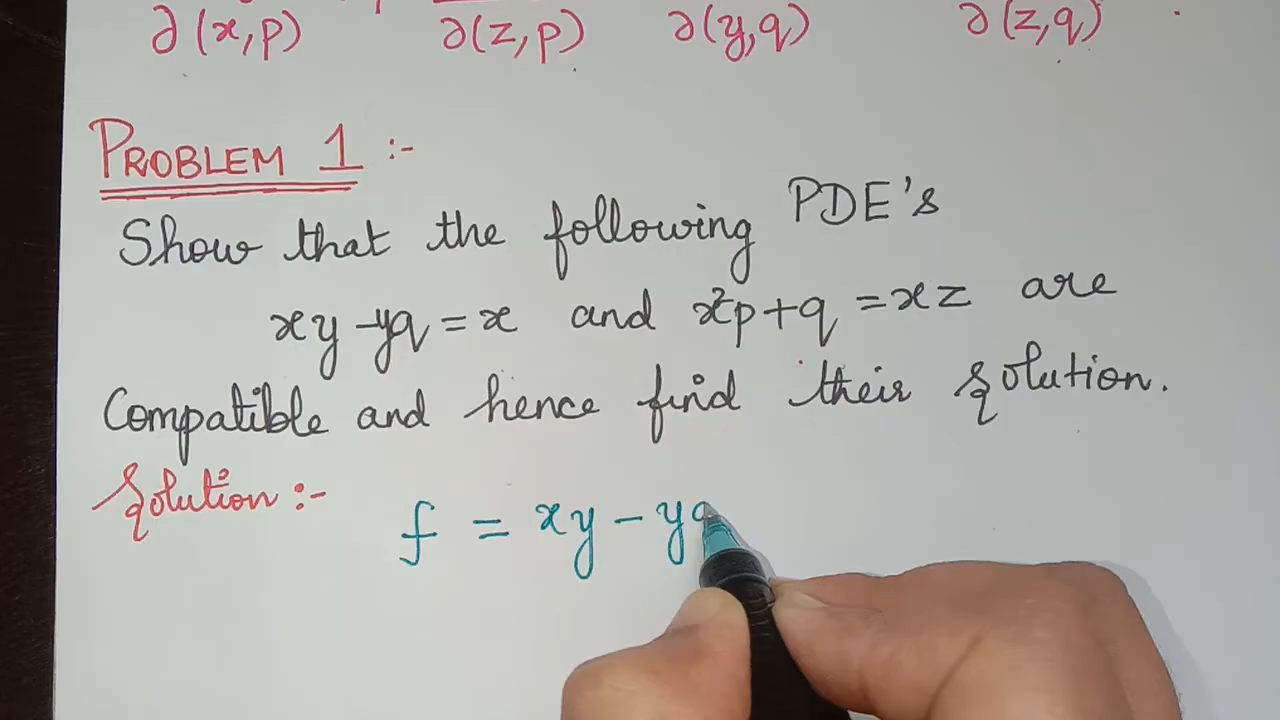 ∂(x,p) ∂(z,p) ∂(y,q) ∂(z,q) .
PROBLEM 1 :-
Show that the following PDE's
xy - yq = x and x²p + q = xz are
Compatible and hence find their solution.
Solution :- f = xy - yq